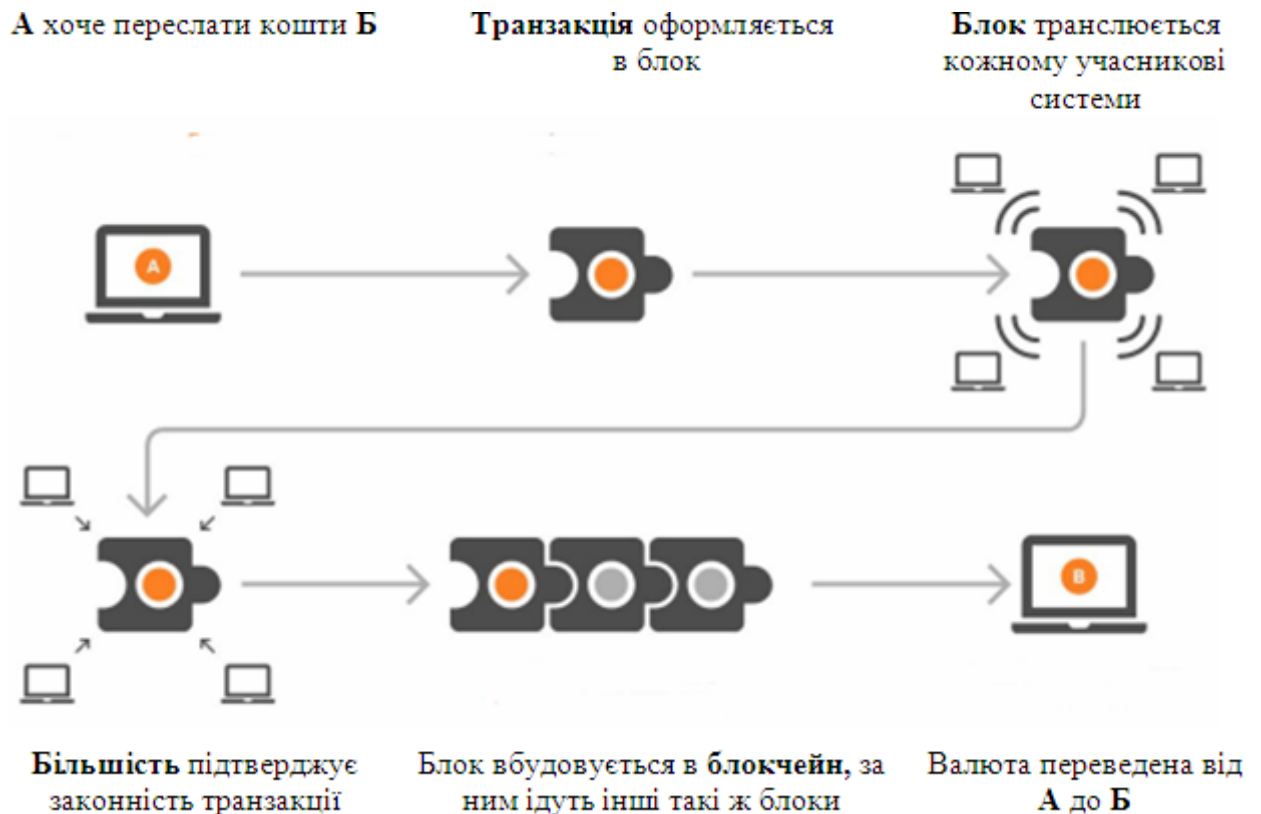 А хоче переслати кошти Б
Транзакція оформляється
в блок
Блок транслюється
кожному учасникові
системи
A
B
Більшість підтверджує
законність транзакції
Блок вбудовується в блокчейн, за
ним ідуть інші такі ж блоки
Валюта переведена від
А до Б